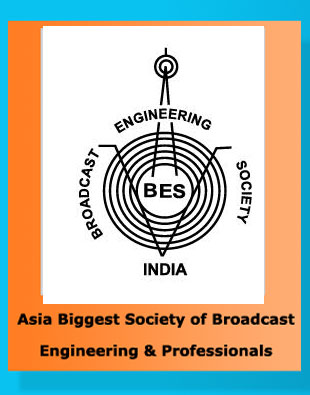 BROADCAST ENGINEERING SOCIETY
BES
INDIA
Asia Biggest Society of Broadcast
Engineering & Professionals